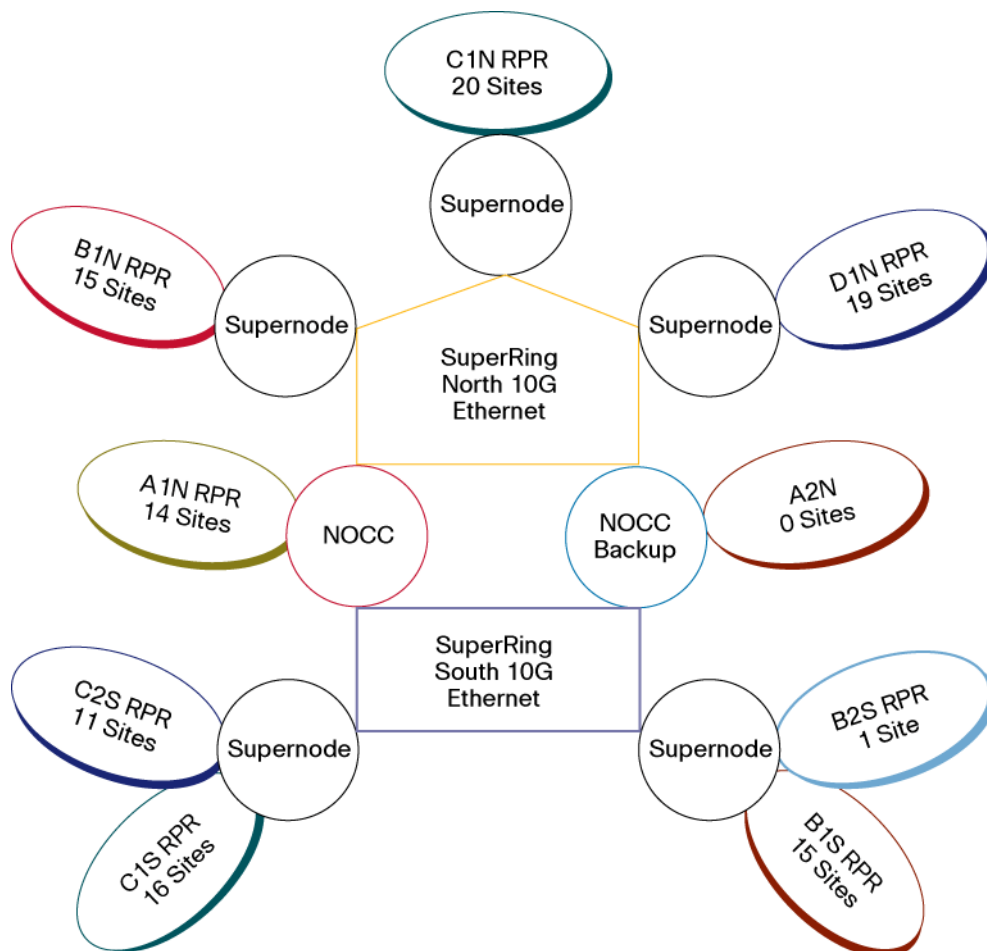 C1N RPR
20 Sites
Supernode
B1N RPR
15 Sites
Supernode
Supernode
D1N RPR
19 Sites
SuperRing
North 10G
Ethernet
A1N RPR
14 Sites
NOCC
NOCC
Backup
A2N
0 Sites
SuperRing
South 10G
Ethernet
C2S RPR
11 Sites
Supernode
C1S RPR
16 Sites
Supernode
B2S RPR
1 Site
B1S RPR
15 Sites